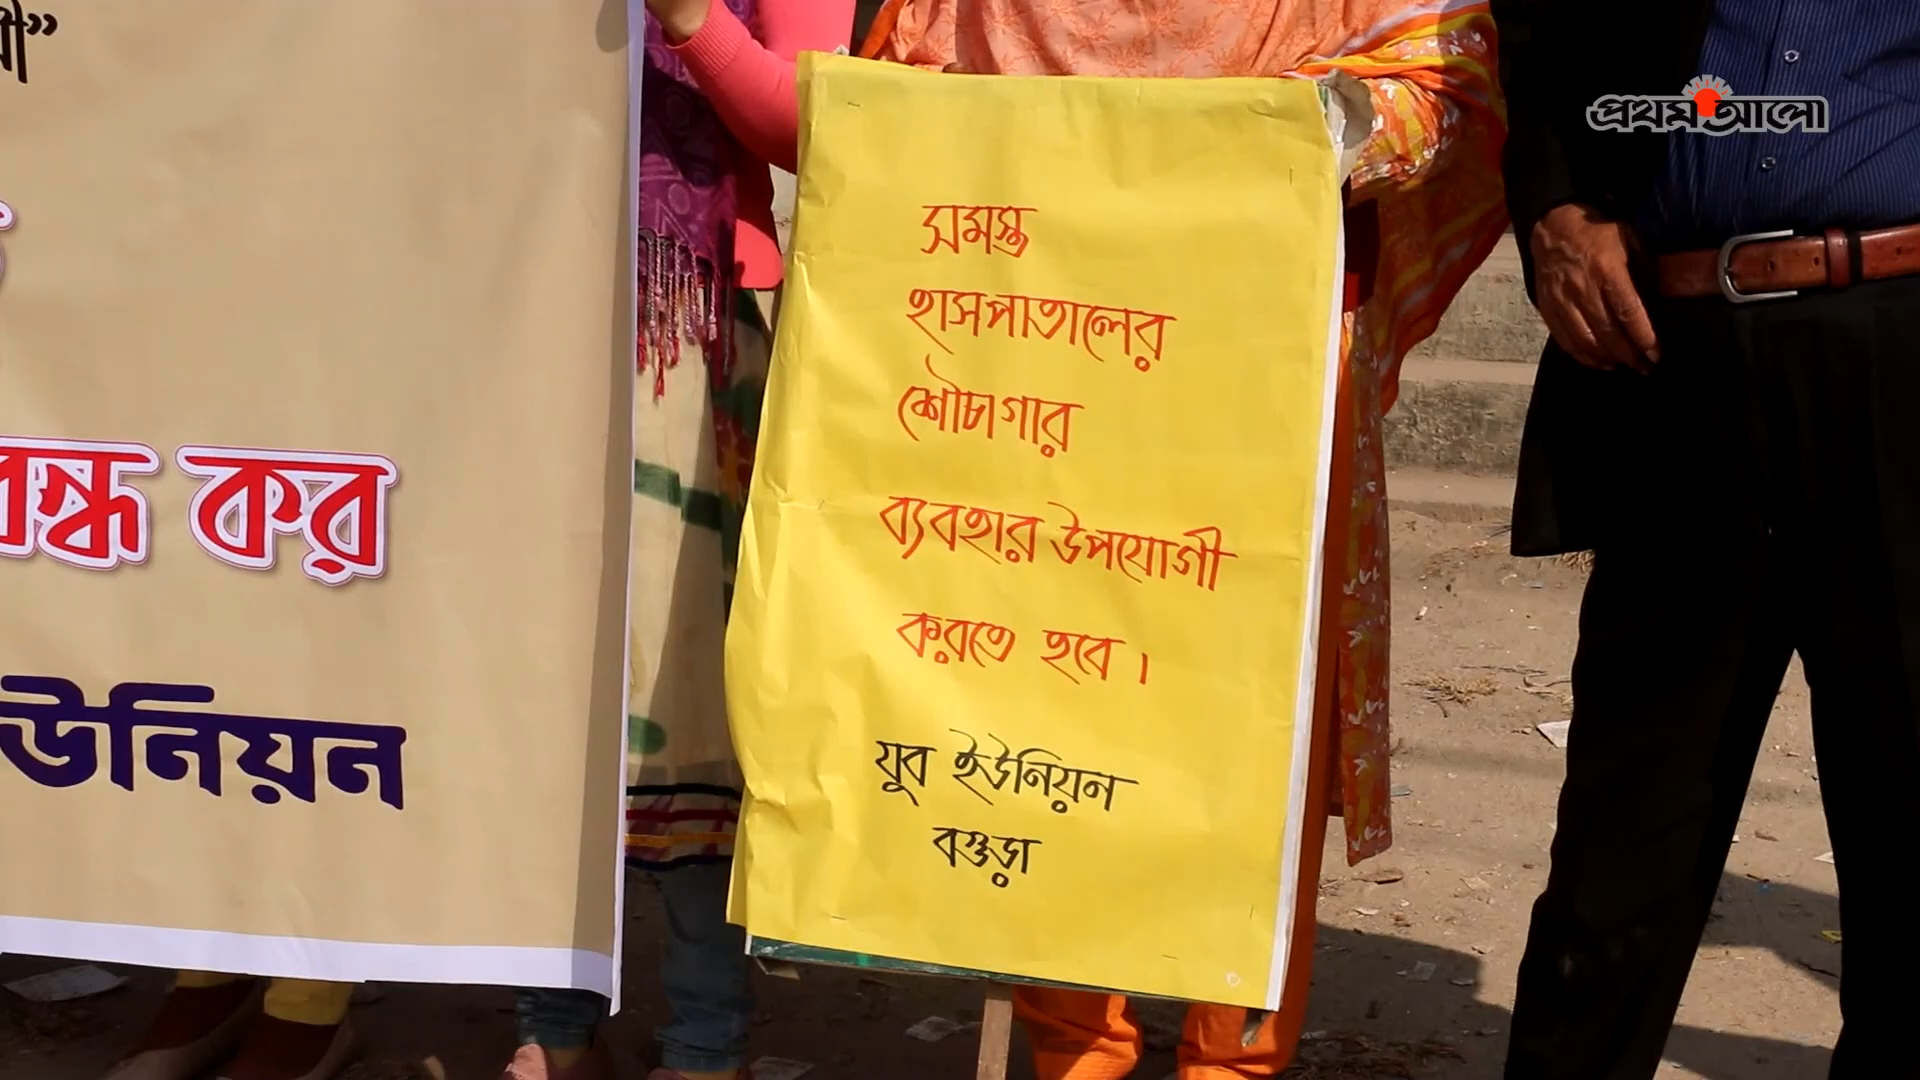 বন্ধ কর
ইউনিয়ন
সমস্ত
হাসপাতালের
শৌচাগার
ব্যবহার উপযোগী
করতে হবে।
যুব ইউনিয়ন
বগুড়া
প্রথম আলো